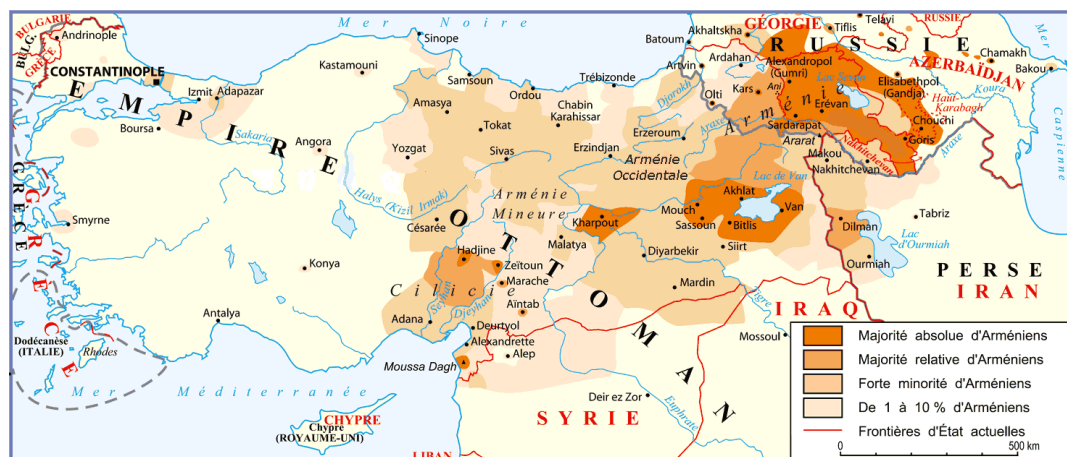 Mer Noire
BULGARIE
BULG.
GRÈCE
Andrinople
CONSTANTINOPLE
Izmit
Adapazar
Boursa
Sakaria
Kastamouni
Sinope
Samsoun
Ordou
Trébizonde
Amasya
Tokat
Chabin
Karahissar
Angora
Yozgat
Sivas
Erzindjan
Erzeroum
Batoum
Artvin
Olti
Djorokh
Araxe
Akhaltskha
Ardahan
Kars
GÉORGIE
Tiflis
Telavi
RUSSIE
RUSSIE
Alexandropol
(Gumri)
Ani
Lac Sevan
Erévan
Sardarapat
Arménie
Ararat
Elisabethpol
(Gandja)
AZERBAÏDJAN
Chamakh
Bakou
Koura
Haut-
Karabagh
Chouchi
Goris
Araxe
Nakhitchevan
Nakhitchevan
Makou
Mer
Caspienne
EMPIRE
OTTOMAN
Halys (Kizil Irmak)
Arménie
Mineure
Arménie
Occidentale
Césarée
Kharpout
Malatya
Mouch
Sassoun
Akhlat
Lac de Van
Van
Bitlis
Siirt
Diyarbekir
Mardin
Dilman
Ourmiah
Lac
d'Ourmiah
Tabriz
PERSE
IRAN
GRÈCE
GRECE
Smyrne
Konya
Antalya
Dodécanèse
(ITALIE)
Rhodes
Hadjine
Zeïtoun
Marache
Aïntab
Cilicie
Seyhan
Djeyhan
Adana
Deurtyol
Alexandrette
Alep
Moussa Dagh
Mer Méditerranée
Chypre
(ROYAUME-UNI)
CHYPRE
LIBAN
SYRIE
Deir ez Zor
Euphrate
Tigre
IRAQ
Mossoul
Majorité absolue d'Arméniens
Majorité relative d'Arméniens
Forte minorité d'Arméniens
De 1 à 10 % d'Arméniens
Frontières d'État actuelles
0 500 km